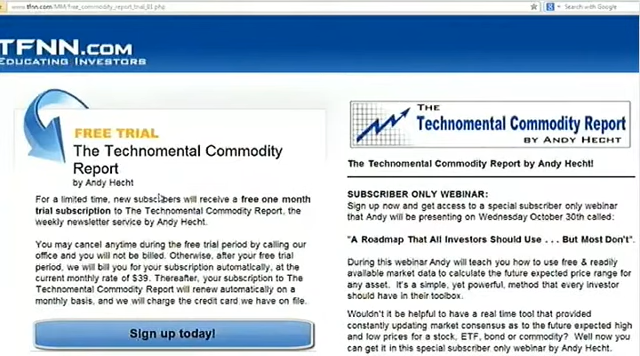 www.tfnn.com/MM/free_commodity_report_trial_81.php
Search with Google
TFNN.COM
EDUCATING INVESTORS
FREE TRIAL
The Technomental Commodity
Report
by Andy Hecht
For a limited time, new subscribers will receive a free one month
trial subscription to The Technomental Commodity Report, the
weekly newsletter service by Andy Hecht.
You may cancel anytime during the free trial period by calling our
office and you will not be billed. Otherwise, after your free trial
period, we will bill you for your subscription automatically, at the
current monthly rate of $39. Thereafter, your subscription to The
Technomental Commodity Report will renew automatically on a
monthly basis, and we will charge the credit card we have on file.
Sign up today!
THE
Technomental Commodity Report
BY ANDY HECHT
The Technomental Commodity Report by Andy Hecht!
SUBSCRIBER ONLY WEBINAR:
Sign up now and get access to a special subscriber only webinar
that Andy will be presenting on Wednesday October 30th called:
"A Roadmap That All Investors Should Use . . . But Most Don't".
During this webinar Andy will teach you how to use free & readily
available market data to calculate the future expected price range for
any asset. It's a simple, yet powerful, method that every investor
should have in their toolbox.
Wouldn't it be helpful to have a real time tool that provided
constantly updating market consensus as to the future expected high
and low prices for a stock, ETF, bond or commodity? Well now you
can get it in this special subscriber only webinar by Andy Hecht.